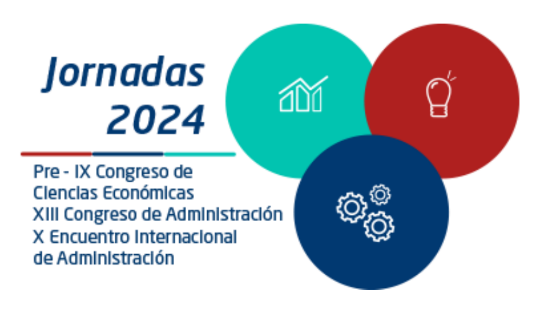 Jornadas
2024
Pre - IX Congreso de
Ciencias Económicas
XIII Congreso de Administración
X Encuentro Internacional
de Administración